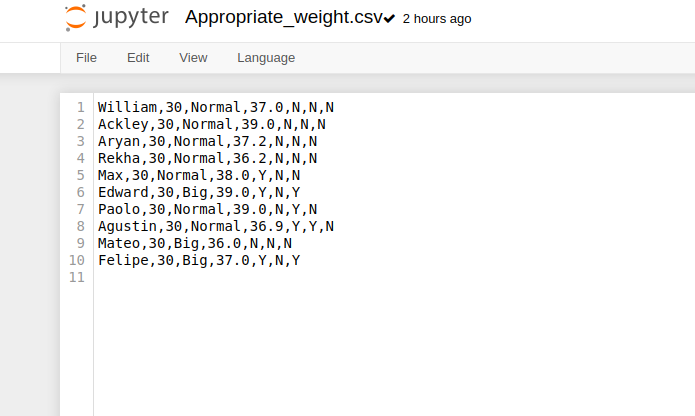 jupyter Appropriate_weight.csv✔ 2 hours ago
File Edit View Language
1 William,30,Normal,37.0,N,N,N
2 Ackley,30,Normal,39.0,N,N,N
3 Aryan,30,Normal,37.2,N,N,N
4 Rekha,30,Normal,36.2,N,N,N
5 Max,30,Normal,38.0,Y,N,N
6 Edward,30,Big,39.0,Y,N,Y
7 Paolo,30,Normal,39.0,N,Y,N
8 Agustin,30,Normal,36.9,Y,Y,N
9 Mateo,30,Big,36.0,N,N,N
10 Felipe,30,Big,37.0,Y,N,Y
11